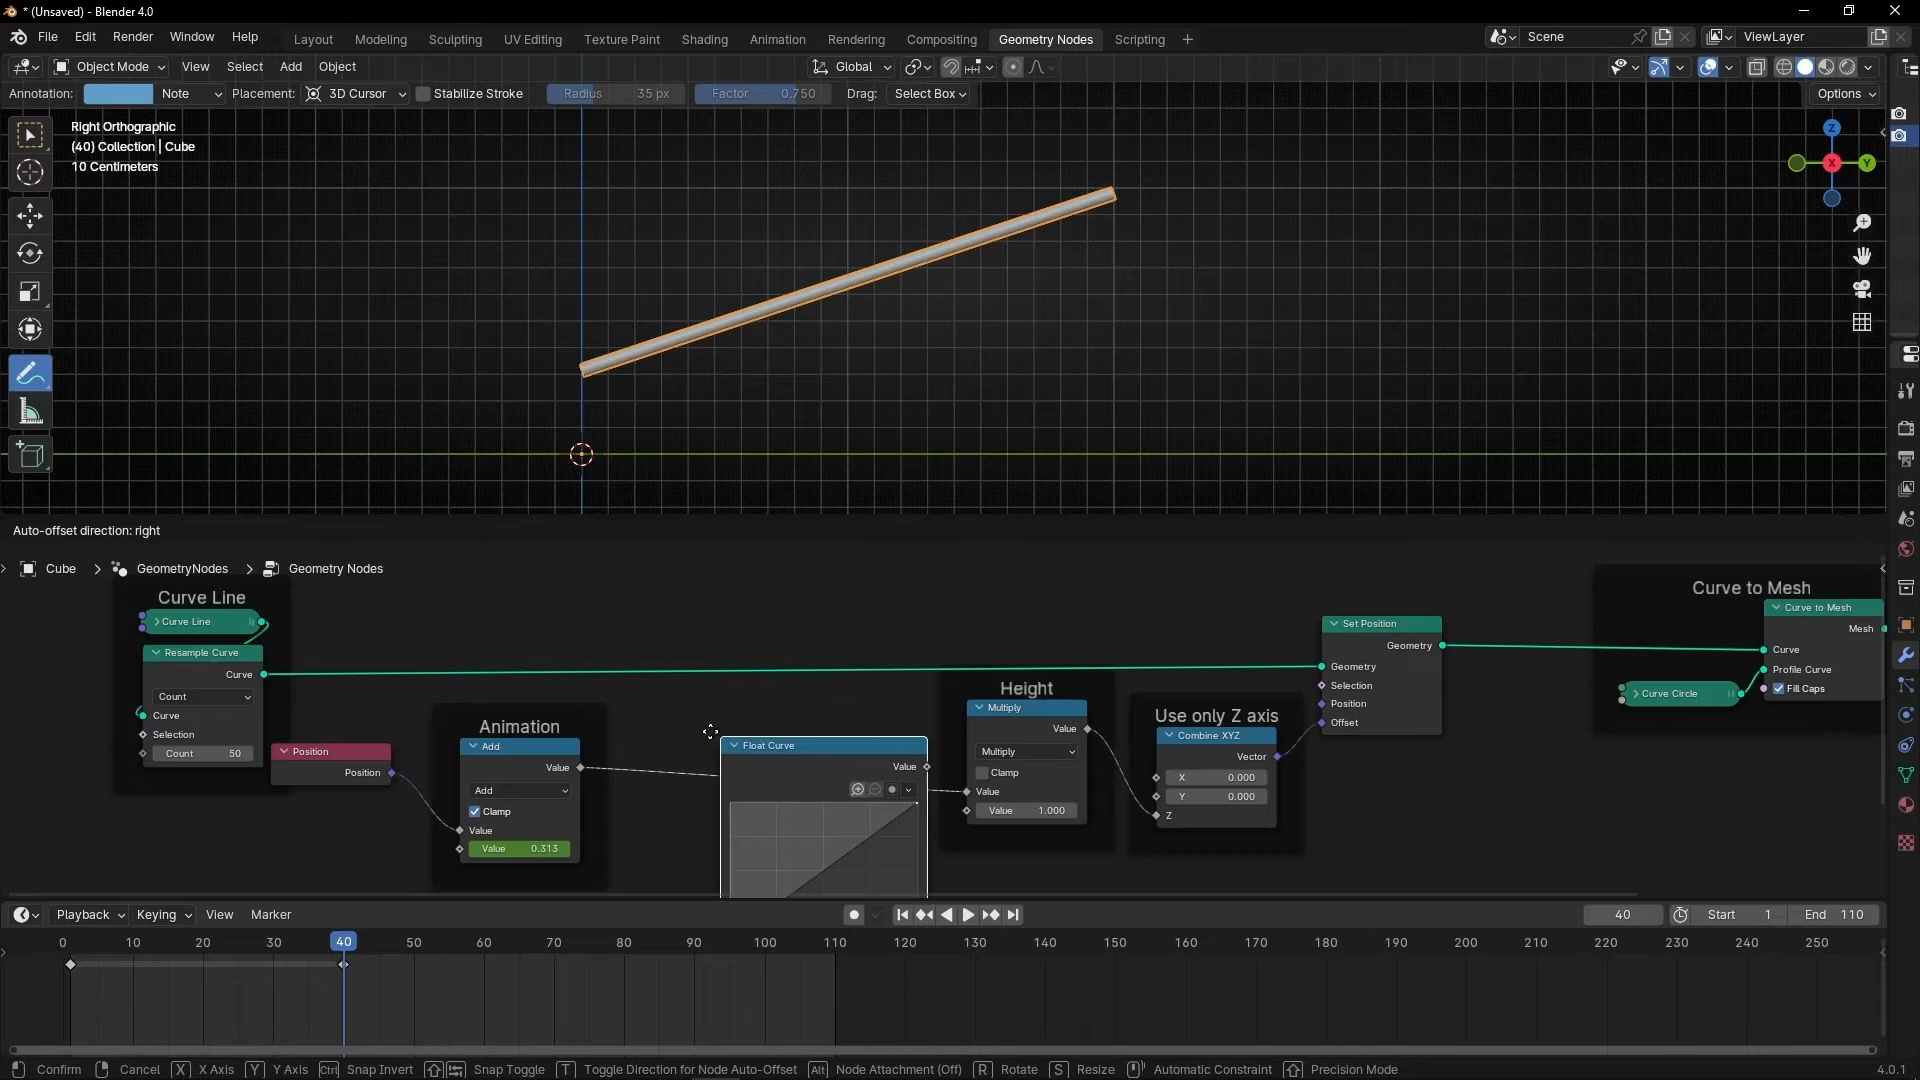 * (Unsaved) - Blender 4.0
File Edit Render Window Help Layout Modeling Sculpting UV Editing Texture Paint Shading Animation Rendering Compositing Geometry Nodes Scripting + Scene ViewLayer
Object Mode View Select Add Object Global
Annotation: Note Placement: 3D Cursor Stabilize Stroke Radius 35 px Factor 0.750 Drag: Select Box Options
Right Orthographic
(40) Collection | Cube
10 Centimeters
Z
X
Y
Auto-offset direction: right
Cube > GeometryNodes > Geometry Nodes
Curve Line
Curve Line
Resample Curve
Curve
Count
Curve
Selection
Count 50
Position
Position
Animation
Add
Value
Add
Clamp
Value
Value 0.313
Float Curve
Value
Height
Multiply
Value
Multiply
Clamp
Value
Value 1.000
Use only Z axis
Combine XYZ
Vector
X 0.000
Y 0.000
Z
Set Position
Geometry
Geometry
Selection
Position
Offset
Curve to Mesh
Curve to Mesh
Mesh
Curve
Profile Curve
Fill Caps
Curve Circle
Playback Keying View Marker 40 Start 1 End 110
0 10 20 30 40 50 60 70 80 90 100 110 120 130 140 150 160 170 180 190 200 210 220 230 240 250
Confirm Cancel X X Axis Y Y Axis Ctrl Snap Invert Snap Toggle T Toggle Direction for Node Auto-Offset Alt Node Attachment (Off) R Rotate S Resize Automatic Constraint Precision Mode 4.0.1